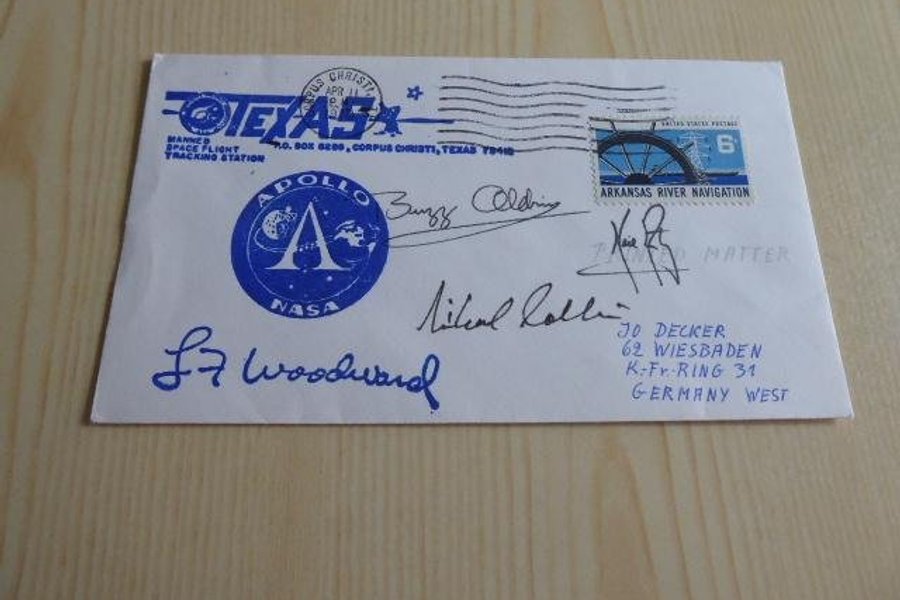 CORPUS CHRISTI
APR 11
TEXAS
MANNED
SPACE FLIGHT
TRACKING STATION
P.O. BOX 6286, CORPUS CHRISTI, TEXAS
UNITED STATES POSTAGE
6
ARKANSAS RIVER NAVIGATION
APOLLO
NASA
Buzz Aldrin
PRINTED MATTER
Michael Collins
JO DECKER
62 WIESBADEN
K.-Fr.-RING 31
GERMANY WEST
L F Woodward